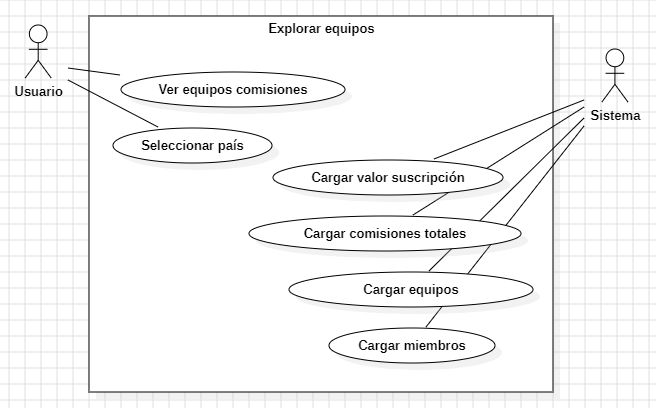 Explorar equipos
Usuario
Ver equipos comisiones
Sistema
Seleccionar país
Cargar valor suscripción
Cargar comisiones totales
Cargar equipos
Cargar miembros